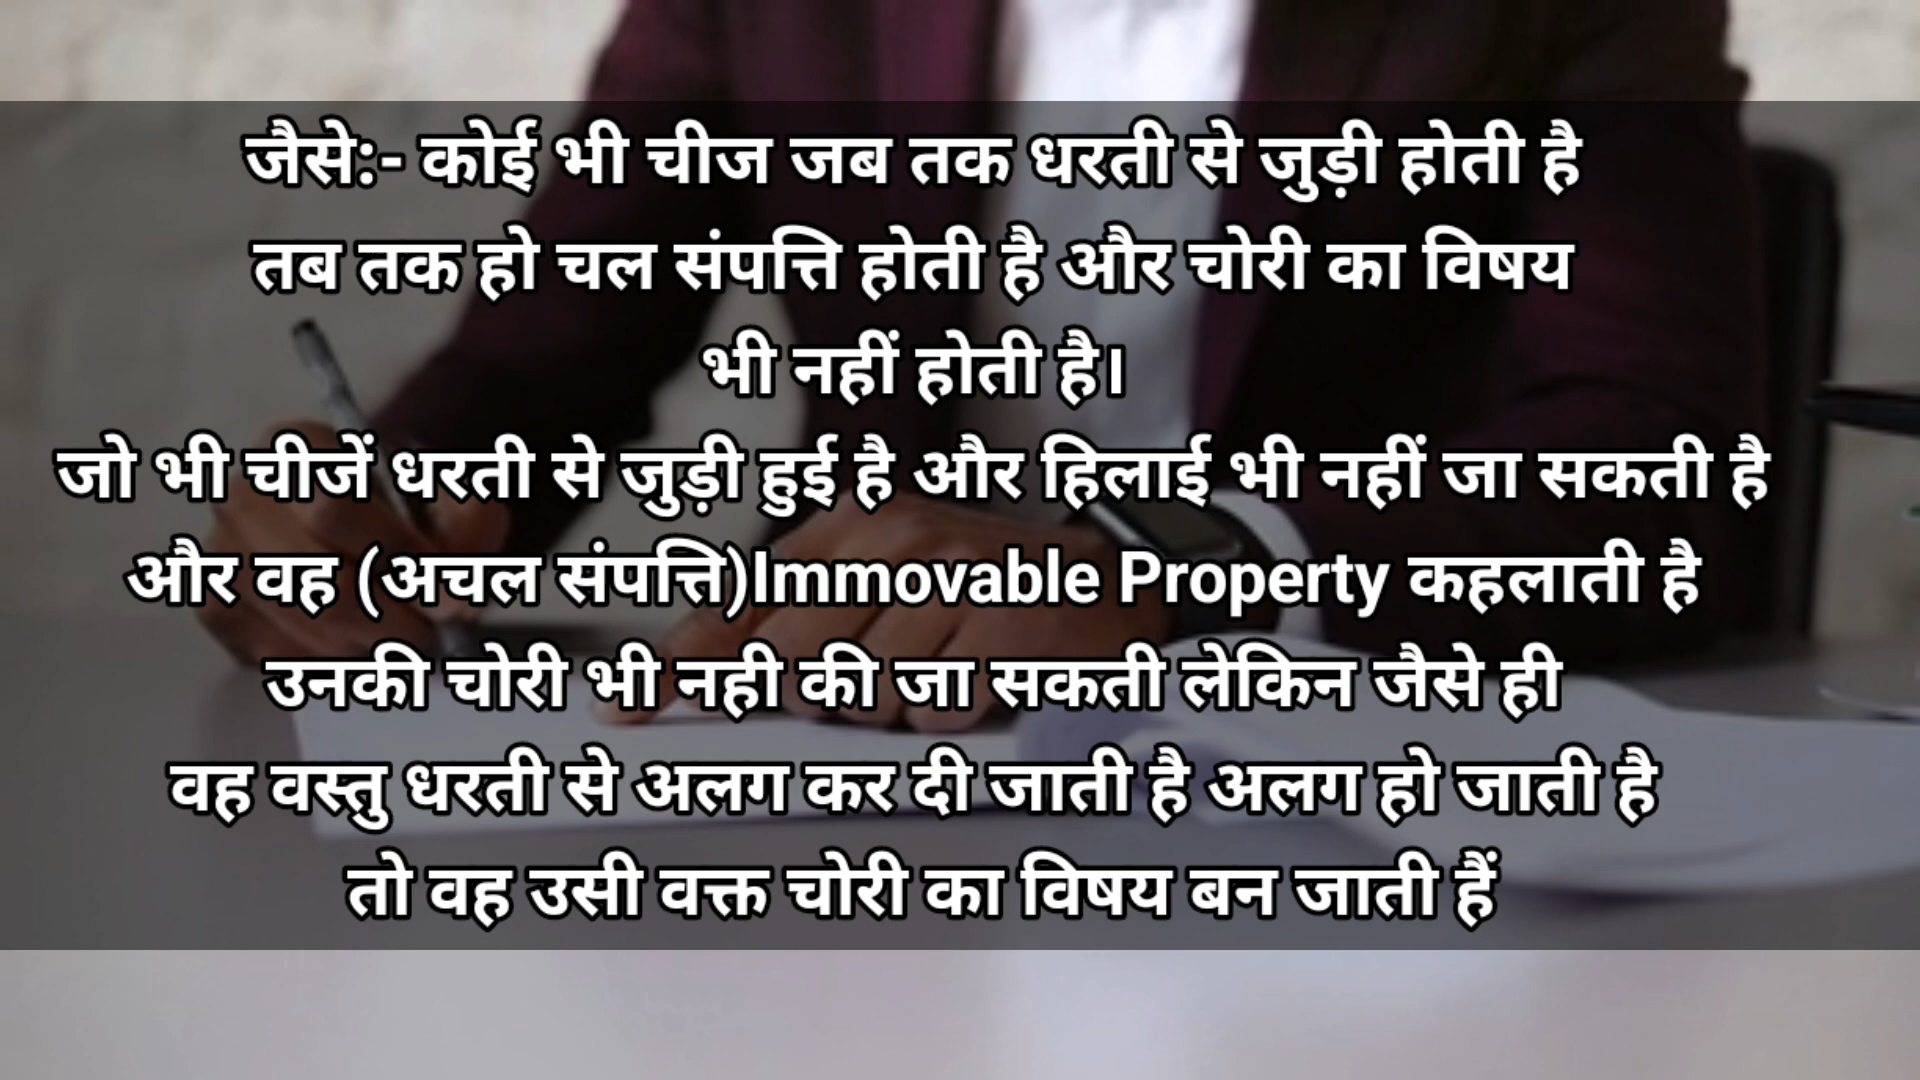 जैसे:- कोई भी चीज जब तक धरती से जुड़ी होती है
तब तक हो चल संपत्ति होती है और चोरी का विषय
भी नहीं होती है।
जो भी चीजें धरती से जुड़ी हुई है और हिलाई भी नहीं जा सकती है
और वह (अचल संपत्ति)Immovable Property कहलाती है
उनकी चोरी भी नही की जा सकती लेकिन जैसे ही
वह वस्तु धरती से अलग कर दी जाती है अलग हो जाती है
तो वह उसी वक्त चोरी का विषय बन जाती हैं